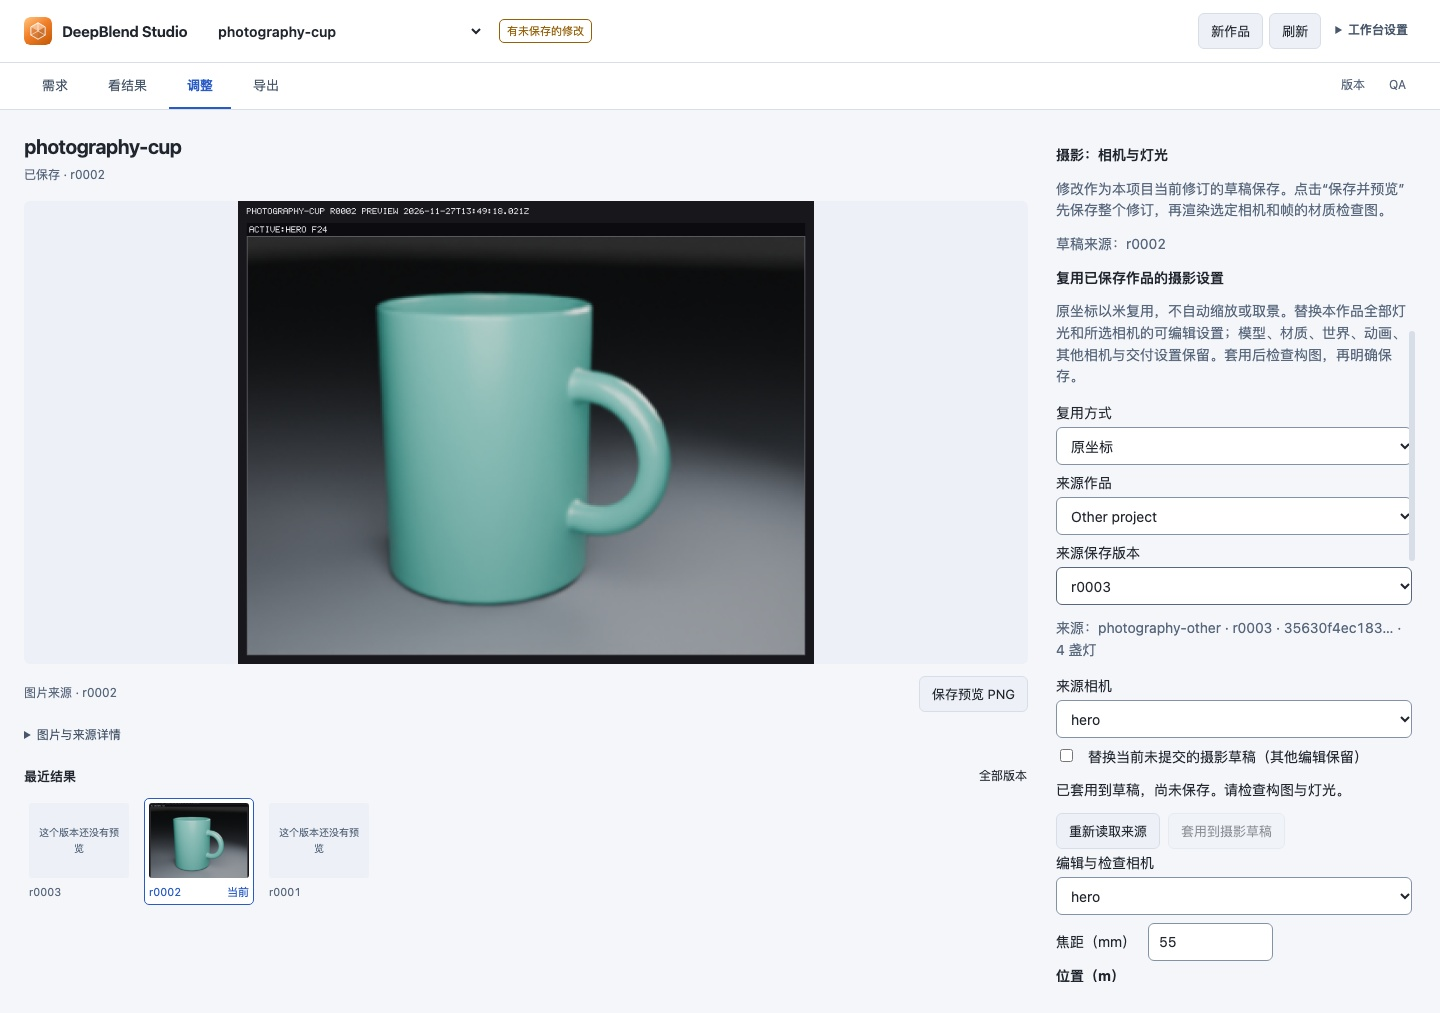 DeepBlend Studio
photography-cup
有未保存的修改
新作品
刷新
工作台设置
需求
看结果
调整
导出
版本
QA
photography-cup
已保存 · r0002
PHOTOGRAPHY-CUP R0002 PREVIEW 2026-11-27T13:49:18.021Z
ACTIVE:HERO F24
图片来源 · r0002
保存预览 PNG
图片与来源详情
最近结果
全部版本
这个版本还没有预
览
r0003
r0002
当前
这个版本还没有预
览
r0001
摄影：相机与灯光
修改作为本项目当前修订的草稿保存。点击“保存并预览”
先保存整个修订，再渲染选定相机和帧的材质检查图。
草稿来源：r0002
复用已保存作品的摄影设置
原坐标以米复用，不自动缩放或取景。替换本作品全部灯
光和所选相机的可编辑设置；模型、材质、世界、动画、
其他相机与交付设置保留。套用后检查构图，再明确保
存。
复用方式
原坐标
来源作品
Other project
来源保存版本
r0003
来源：photography-other · r0003 · 35630f4ec183… ·
4 盏灯
来源相机
hero
替换当前未提交的摄影草稿（其他编辑保留）
已套用到草稿，尚未保存。请检查构图与灯光。
重新读取来源
套用到摄影草稿
编辑与检查相机
hero
焦距（mm）
55
位置（m）